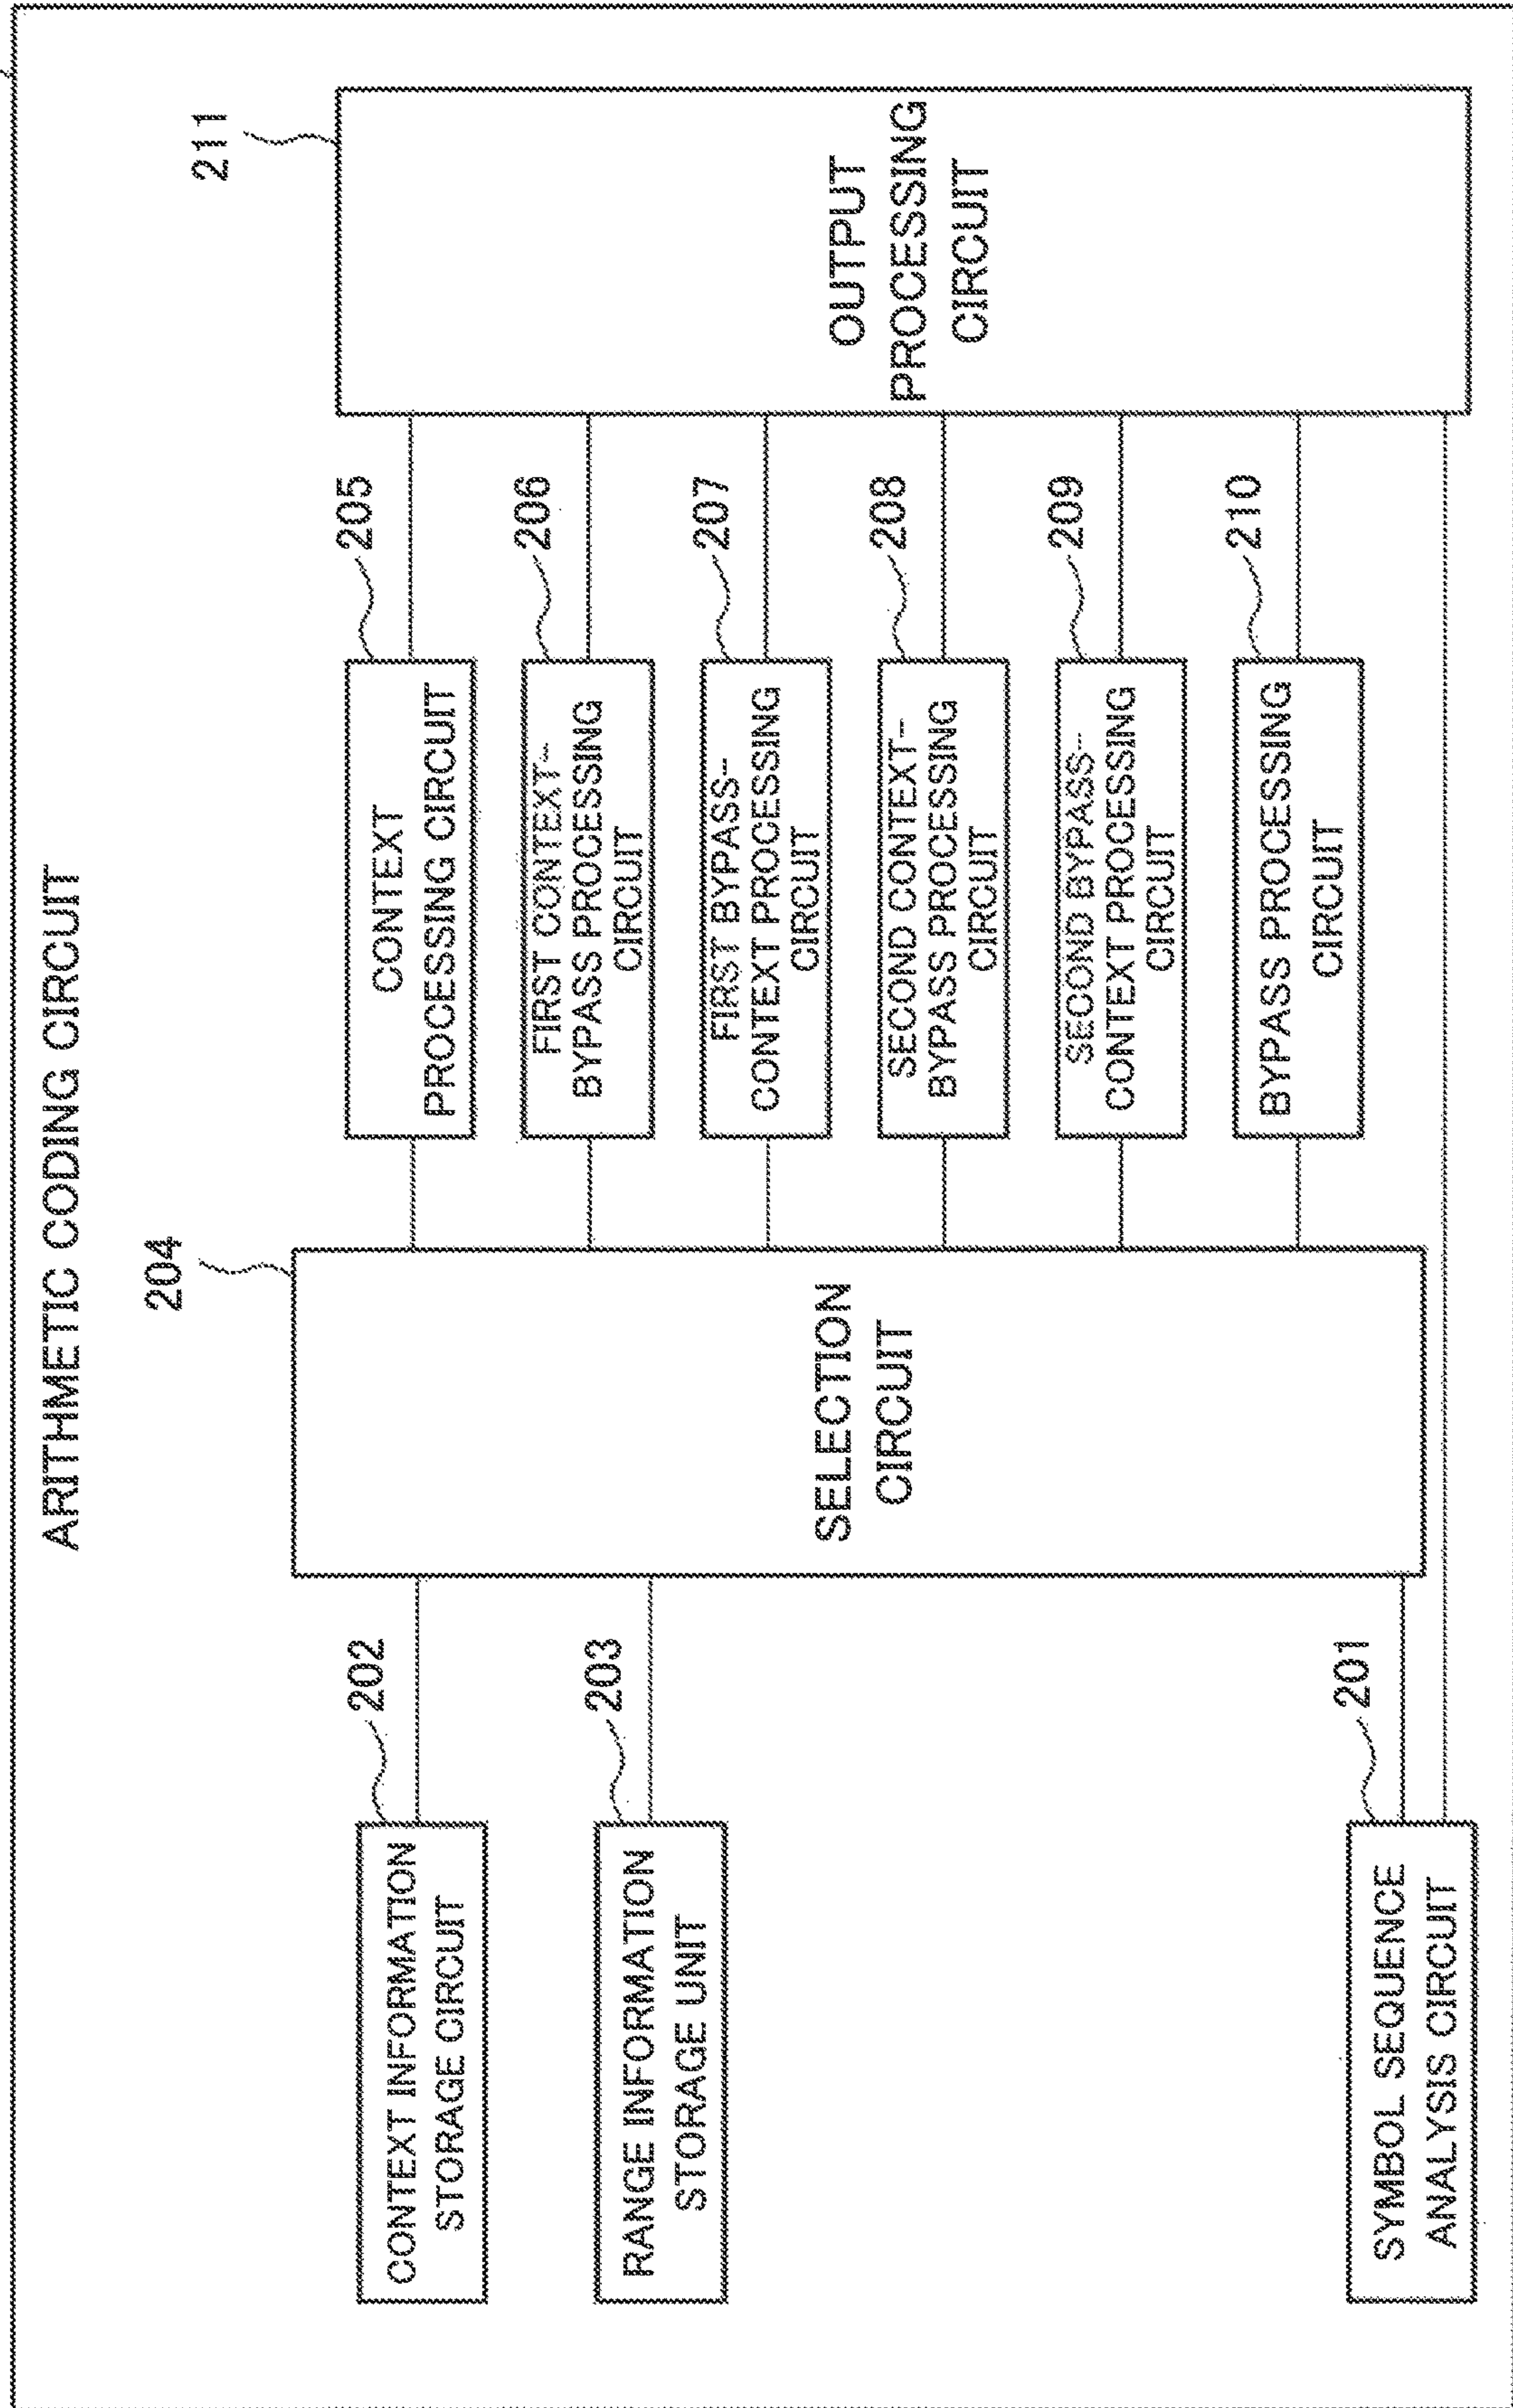 ARITHMETIC CODING CIRCUIT
202
CONTEXT INFORMATION
STORAGE CIRCUIT
203
RANGE INFORMATION
STORAGE UNIT
201
SYMBOL SEQUENCE
ANALYSIS CIRCUIT
204
SELECTION
CIRCUIT
205
CONTEXT
PROCESSING CIRCUIT
206
FIRST CONTEXT-
BYPASS PROCESSING
CIRCUIT
207
FIRST BYPASS-
CONTEXT PROCESSING
CIRCUIT
208
SECOND CONTEXT-
BYPASS PROCESSING
CIRCUIT
209
SECOND BYPASS-
CONTEXT PROCESSING
CIRCUIT
210
BYPASS PROCESSING
CIRCUIT
211
OUTPUT
PROCESSING
CIRCUIT